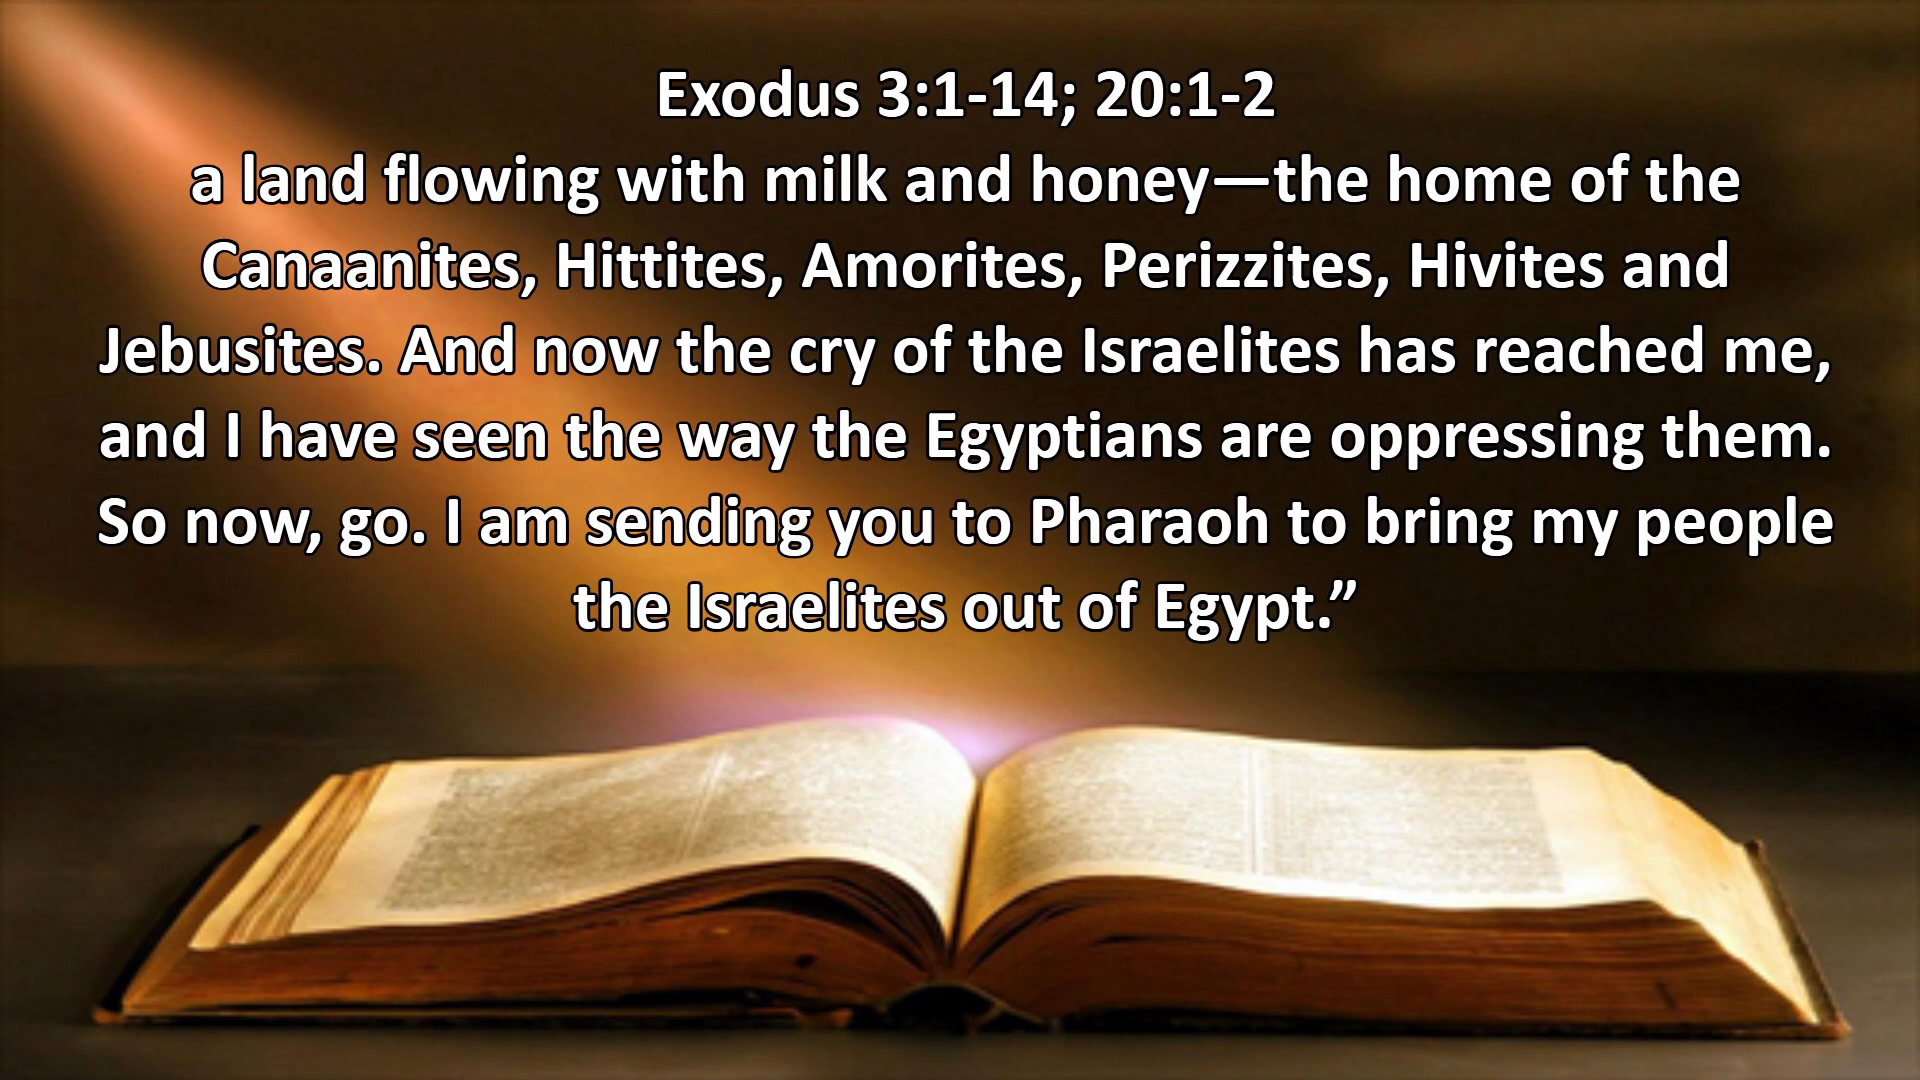 Exodus 3:1-14; 20:1-2
a land flowing with milk and honey—the home of the
Canaanites, Hittites, Amorites, Perizzites, Hivites and
Jebusites. And now the cry of the Israelites has reached me,
and I have seen the way the Egyptians are oppressing them.
So now, go. I am sending you to Pharaoh to bring my people
the Israelites out of Egypt.”